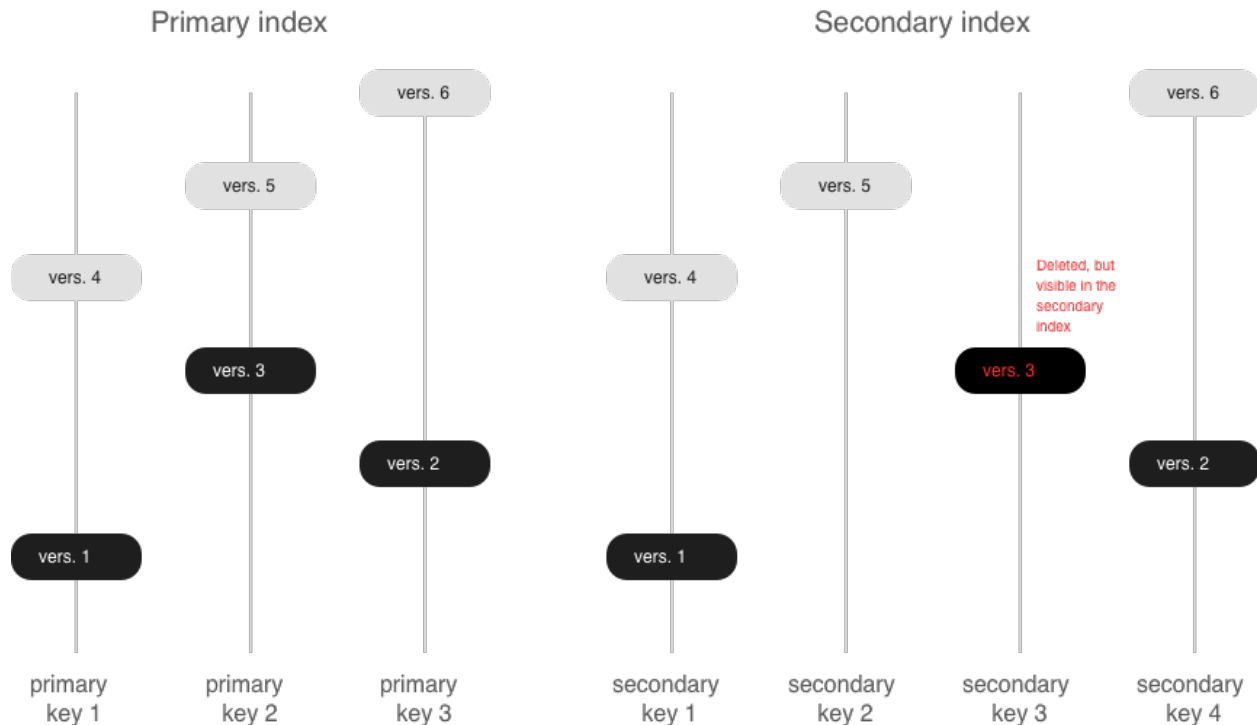 Primary index
Secondary index
vers. 6
vers. 5
vers. 4
vers. 3
vers. 2
vers. 1
primary
key 1
primary
key 2
primary
key 3
vers. 6
vers. 5
vers. 4
Deleted, but
visible in the
secondary
index
vers. 3
vers. 2
vers. 1
secondary
key 1
secondary
key 2
secondary
key 3
secondary
key 4